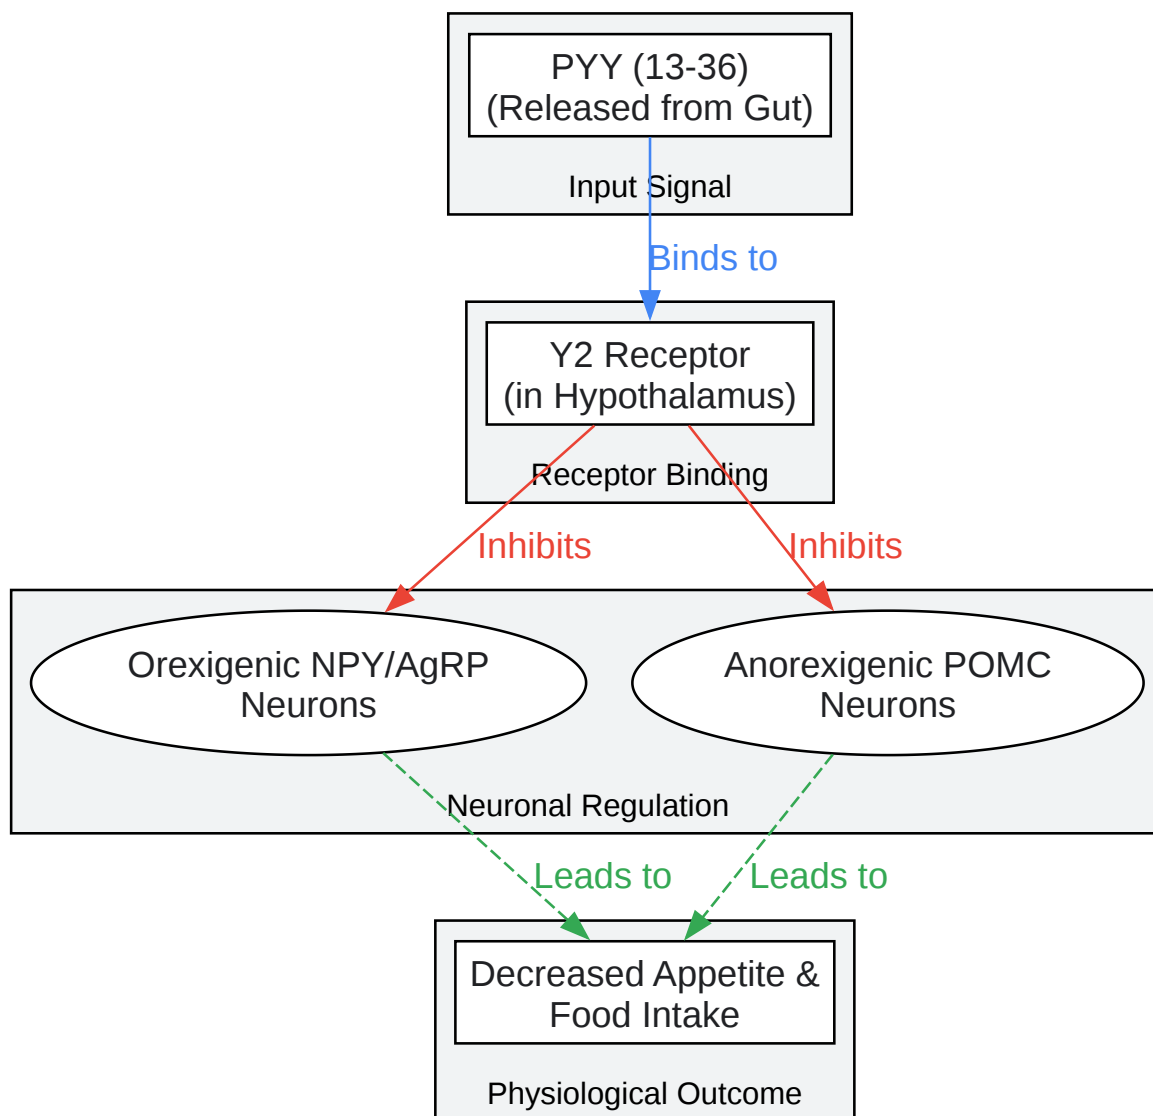 PYY (13-36)
(Released from Gut)
Input Signal
Binds to
Y2 Receptor
(in Hypothalamus)
Receptor Binding
Inhibits
Inhibits
Orexigenic NPY/AgRP
Neurons
Anorexigenic POMC
Neurons
Neuronal Regulation
Leads to
Leads to
Decreased Appetite &
Food Intake
Physiological Outcome